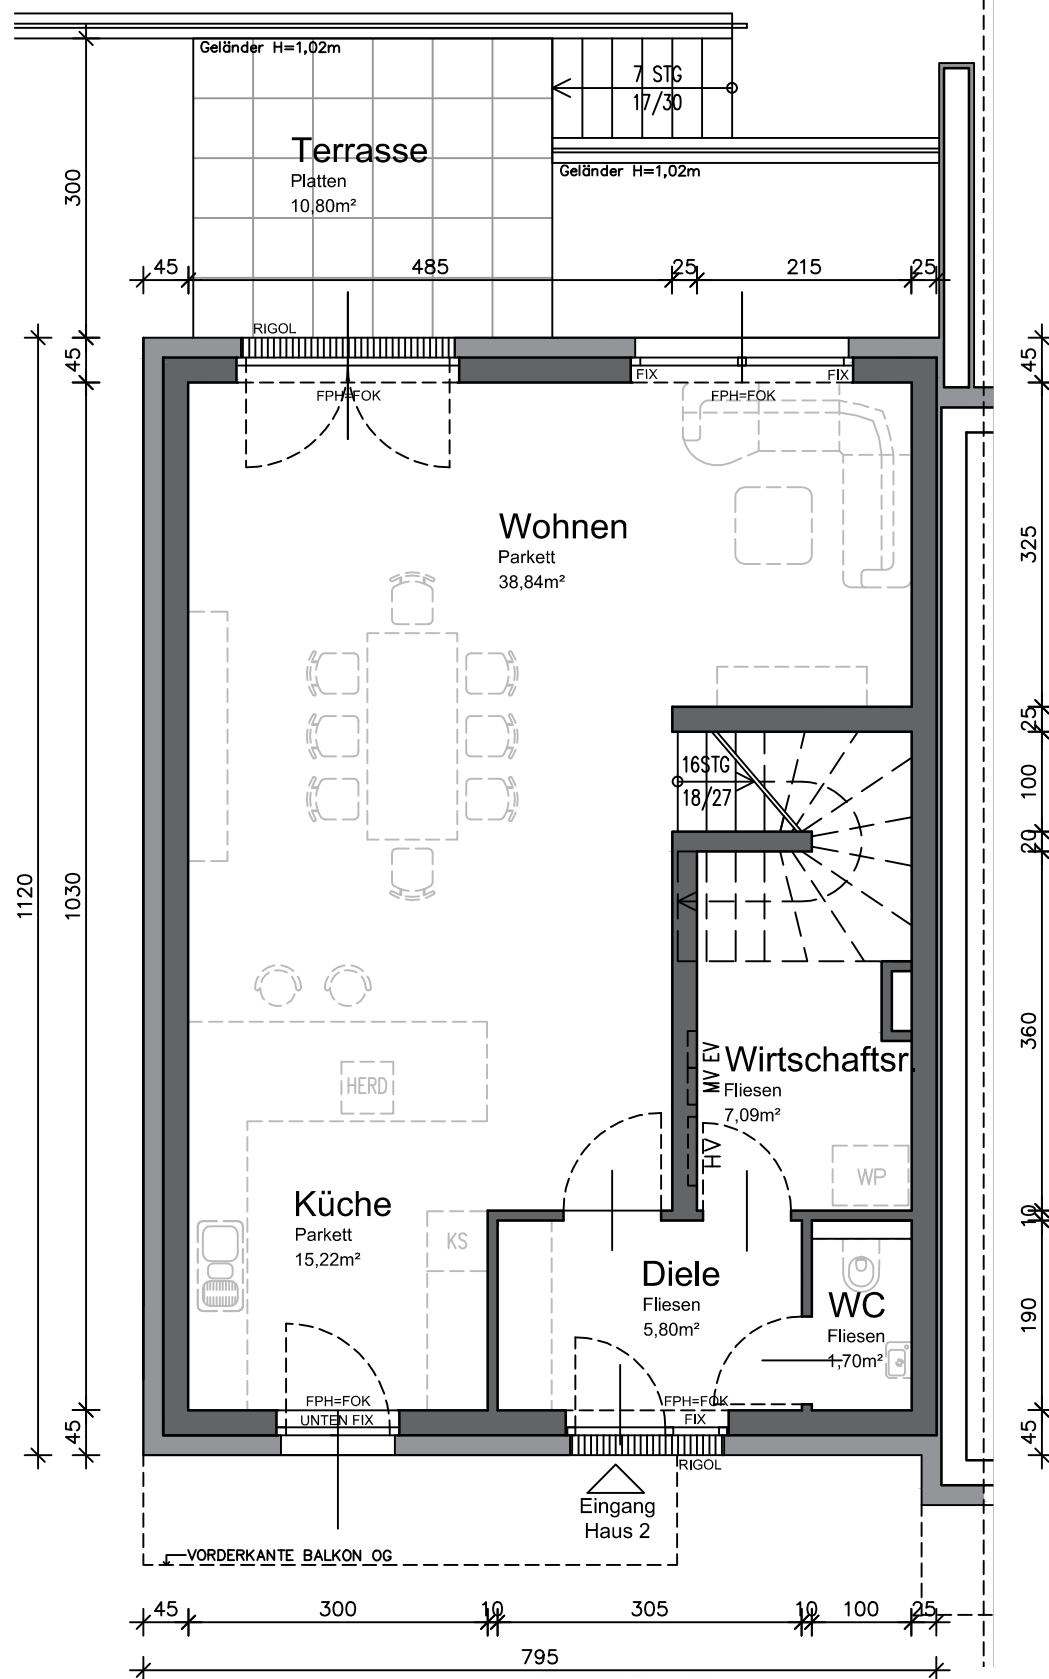 Geländer H=1,02m
7 STG
17/30
Terrasse
Platten
10,80m²
Geländer H=1,02m
300
45
485
25
215
25
RIGOL
45
45
FIX
FIX
FPH=FOK
FPH=FOK
Wohnen
Parkett
38,84m²
325
25
16STG
18/27
100
20
1120
1030
360
MV EV
Wirtschaftsr.
Fliesen
7,09m²
HERD
HV
WP
Küche
Parkett
15,22m²
KS
10
Diele
Fliesen
5,80m²
WC
Fliesen
1,70m²
190
FPH=FOK
UNTEN FIX
FPH=FOK
FIX
45
45
RIGOL
Eingang
Haus 2
VORDERKANTE BALKON OG
45
300
10
305
10
100
25
795